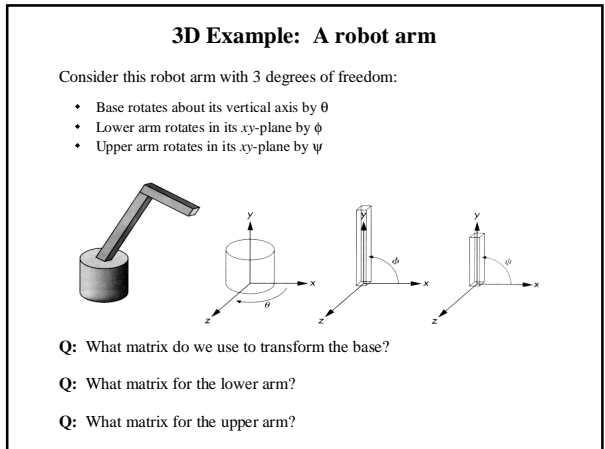 3D Example: A robot arm
Consider this robot arm with 3 degrees of freedom:
• Base rotates about its vertical axis by θ
• Lower arm rotates in its xy-plane by ϕ
• Upper arm rotates in its xy-plane by ψ
y
x
z
θ
y
x
z
ϕ
y
x
z
ψ
Q: What matrix do we use to transform the base?
Q: What matrix for the lower arm?
Q: What matrix for the upper arm?